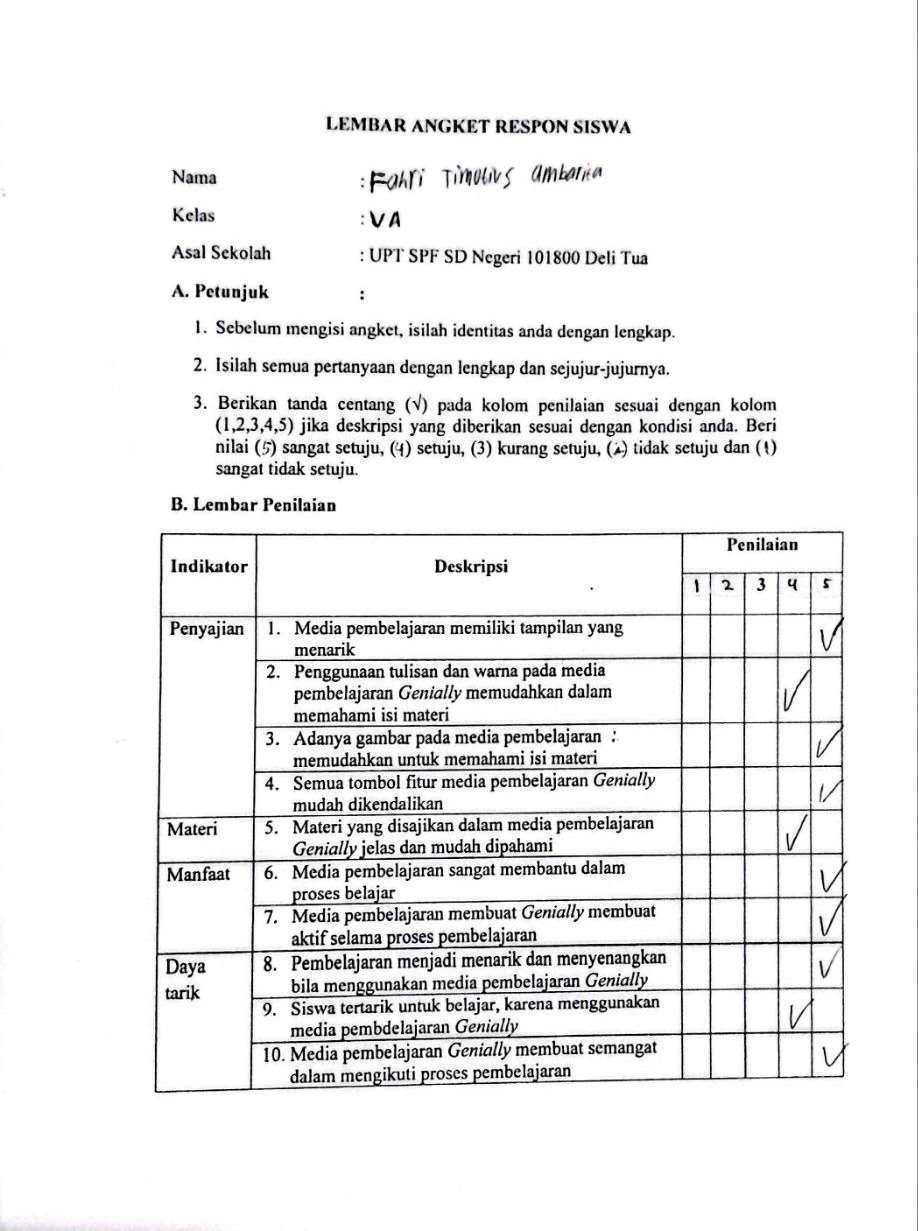 LEMBAR ANGKET RESPON SISWA
Nama : Fahri Timotius ambarita
Kelas : VA
Asal Sekolah : UPT SPF SD Negeri 101800 Deli Tua
A. Petunjuk :
1. Sebelum mengisi angket, isilah identitas anda dengan lengkap.
2. Isilah semua pertanyaan dengan lengkap dan sejujur-jujurnya.
3. Berikan tanda centang (√) pada kolom penilaian sesuai dengan kolom
(1,2,3,4,5) jika deskripsi yang diberikan sesuai dengan kondisi anda. Beri
nilai (5) sangat setuju, (4) setuju, (3) kurang setuju, (2) tidak setuju dan (1)
sangat tidak setuju.
B. Lembar Penilaian
Indikator Deskripsi Penilaian
1 2 3 4 5
Penyajian 1. Media pembelajaran memiliki tampilan yang
menarik √
2. Penggunaan tulisan dan warna pada media
pembelajaran Genially memudahkan dalam √
memahami isi materi
3. Adanya gambar pada media pembelajaran :
memudahkan untuk memahami isi materi √
4. Semua tombol fitur media pembelajaran Genially
mudah dikendalikan √
Materi 5. Materi yang disajikan dalam media pembelajaran
Genially jelas dan mudah dipahami √
Manfaat 6. Media pembelajaran sangat membantu dalam
proses belajar √
7. Media pembelajaran membuat Genially membuat
aktif selama proses pembelajaran √
Daya 8. Pembelajaran menjadi menarik dan menyenangkan
tarik bila menggunakan media pembelajaran Genially √
9. Siswa tertarik untuk belajar, karena menggunakan
media pembdelajaran Genially √
10. Media pembelajaran Genially membuat semangat
dalam mengikuti proses pembelajaran √